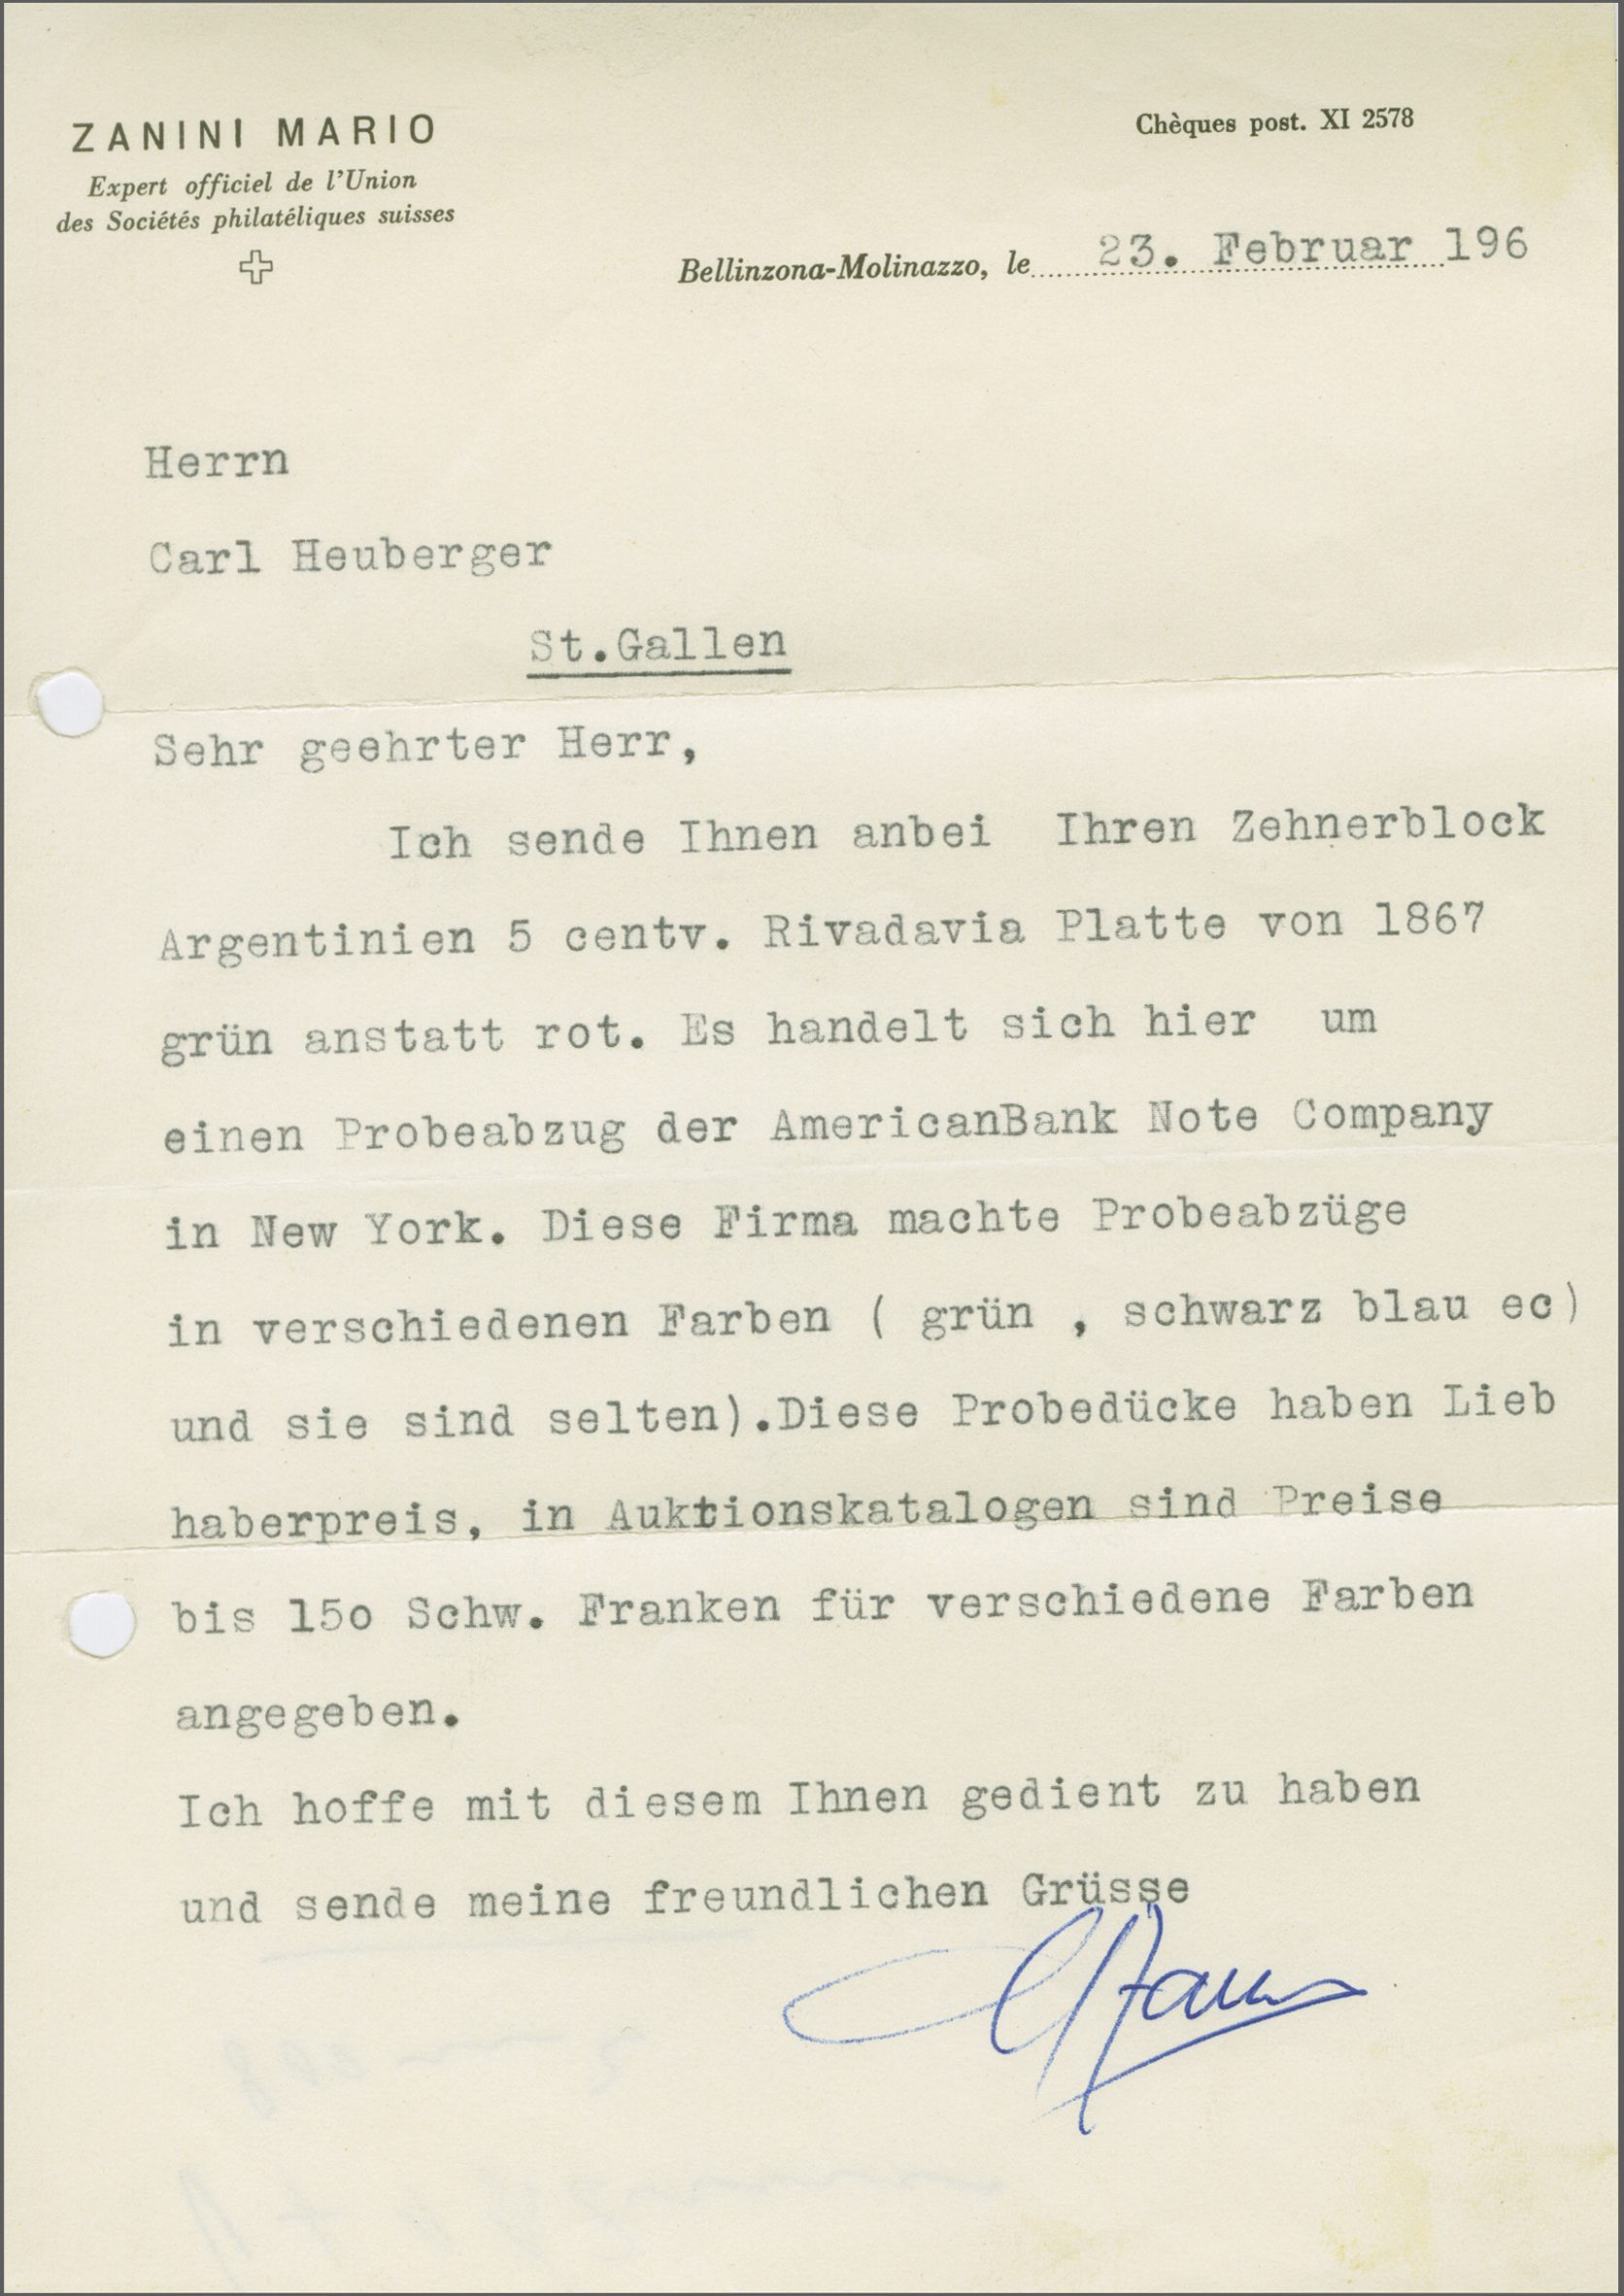 ZANINI MARIO
Chèques post. XI 2578
Expert officiel de l'Union
des Sociétés philatéliques suisses
Bellinzona-Molinazzo, le 23. Februar 196
Herrn
Carl Heuberger
St.Gallen
Sehr geehrter Herr,
Ich sende Ihnen anbei Ihren Zehnerblock
Argentinien 5 centv. Rivadavia Platte von 1867
grün anstatt rot. Es handelt sich hier um
einen Probeabzug der AmericanBank Note Company
in New York. Diese Firma machte Probeabzüge
in verschiedenen Farben ( grün , schwarz blau ec)
und sie sind selten).Diese Probedücke haben Lieb
haberpreis, in Auktionskatalogen sind Preise
bis 15o Schw. Franken für verschiedene Farben
angegeben.
Ich hoffe mit diesem Ihnen gedient zu haben
und sende meine freundlichen Grüsse